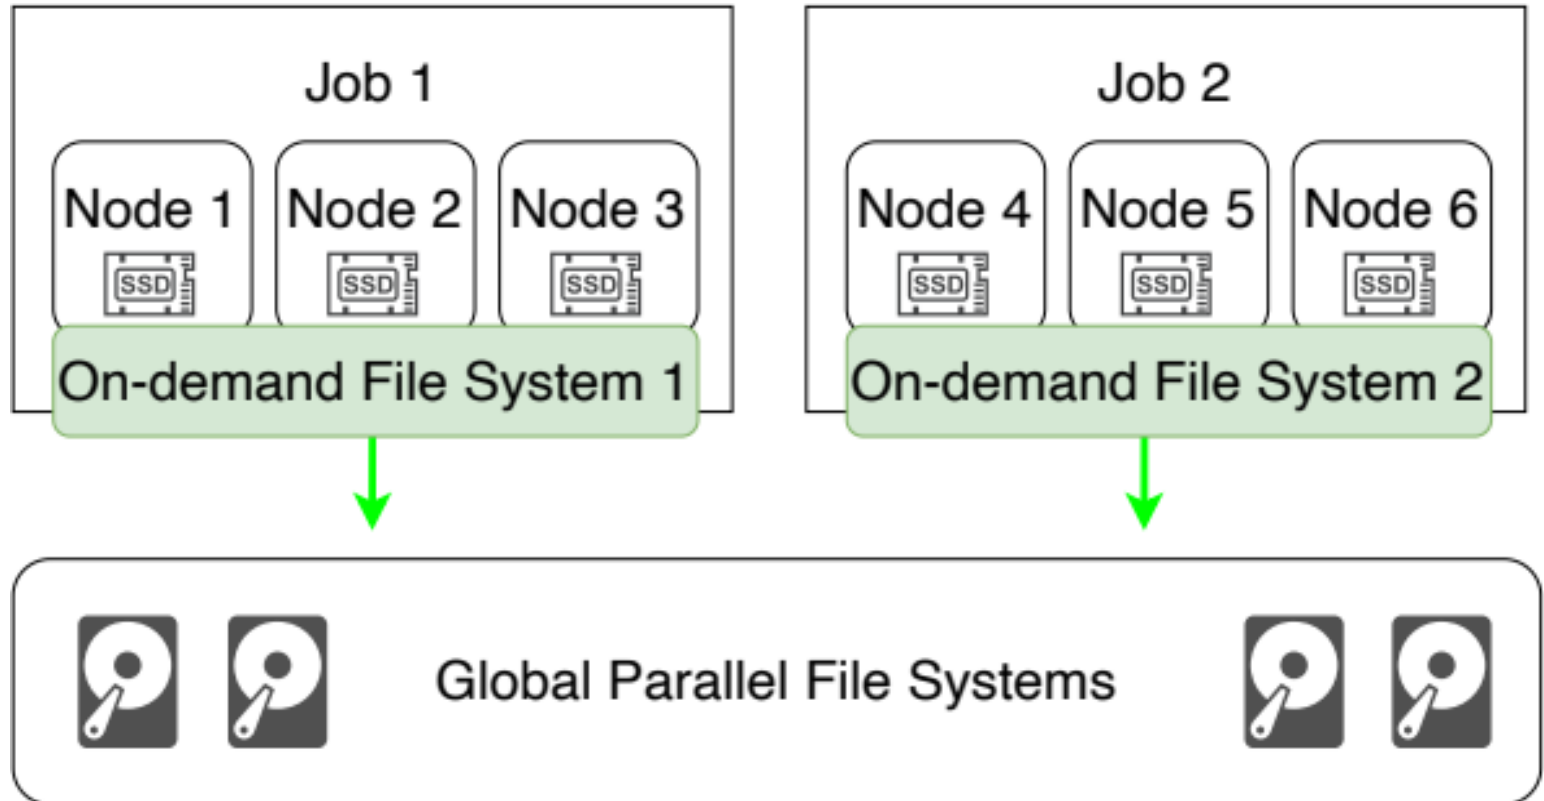 Job 1
Node 1
Node 2
Node 3
SSD
SSD
SSD
On-demand File System 1
Job 2
Node 4
Node 5
Node 6
SSD
SSD
SSD
On-demand File System 2
Global Parallel File Systems